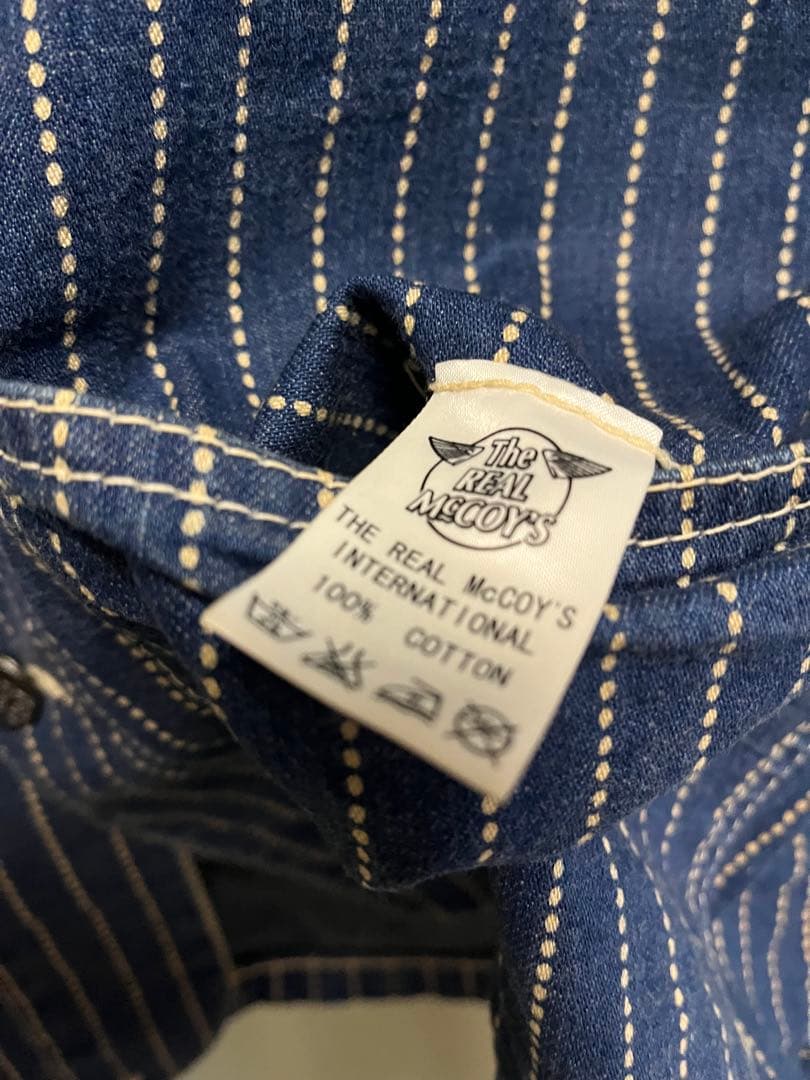 The
REAL
McCOY'S
THE REAL McCOY'S
INTERNATIONAL
100% COTTON